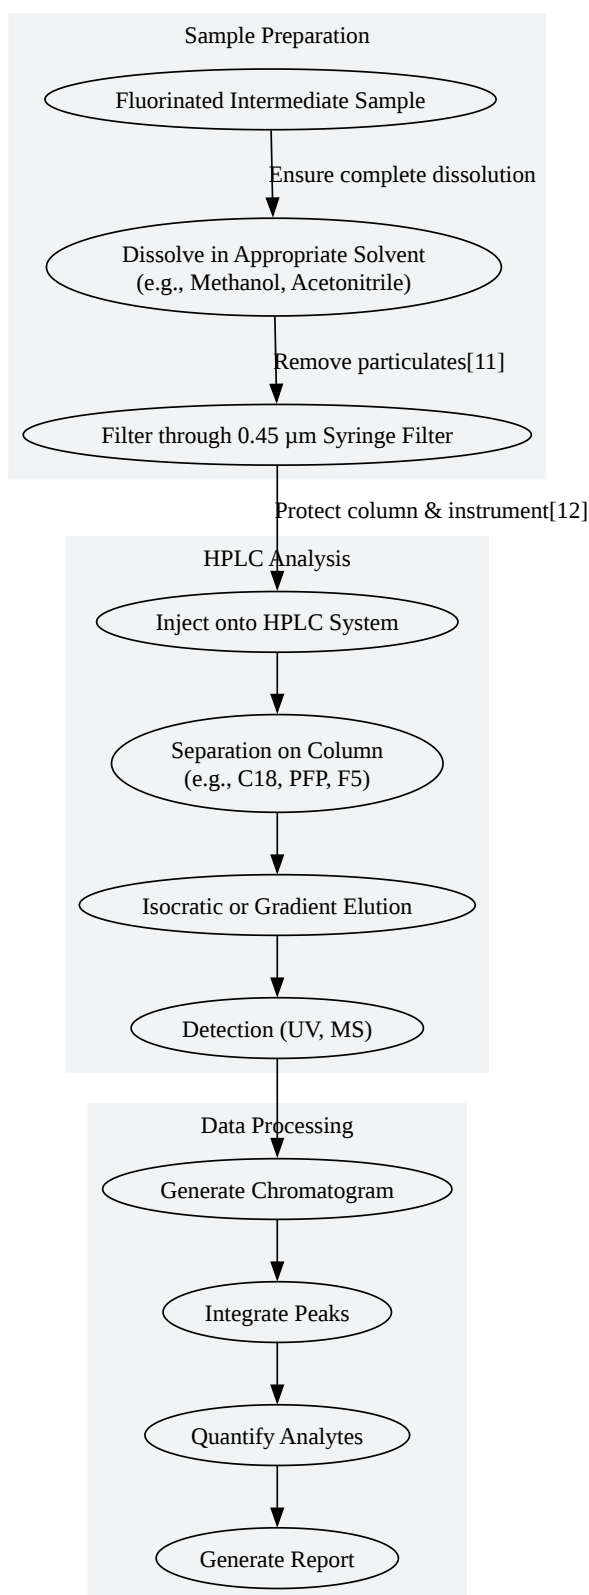 Sample Preparation
Fluorinated Intermediate Sample
Ensure complete dissolution
Dissolve in Appropriate Solvent
(e.g., Methanol, Acetonitrile)
Remove particulates[11]
Filter through 0.45 µm Syringe Filter
Protect column & instrument[12]
HPLC Analysis
Inject onto HPLC System
Separation on Column
(e.g., C18, PFP, F5)
Isocratic or Gradient Elution
Detection (UV, MS)
Data Processing
Generate Chromatogram
Integrate Peaks
Quantify Analytes
Generate Report